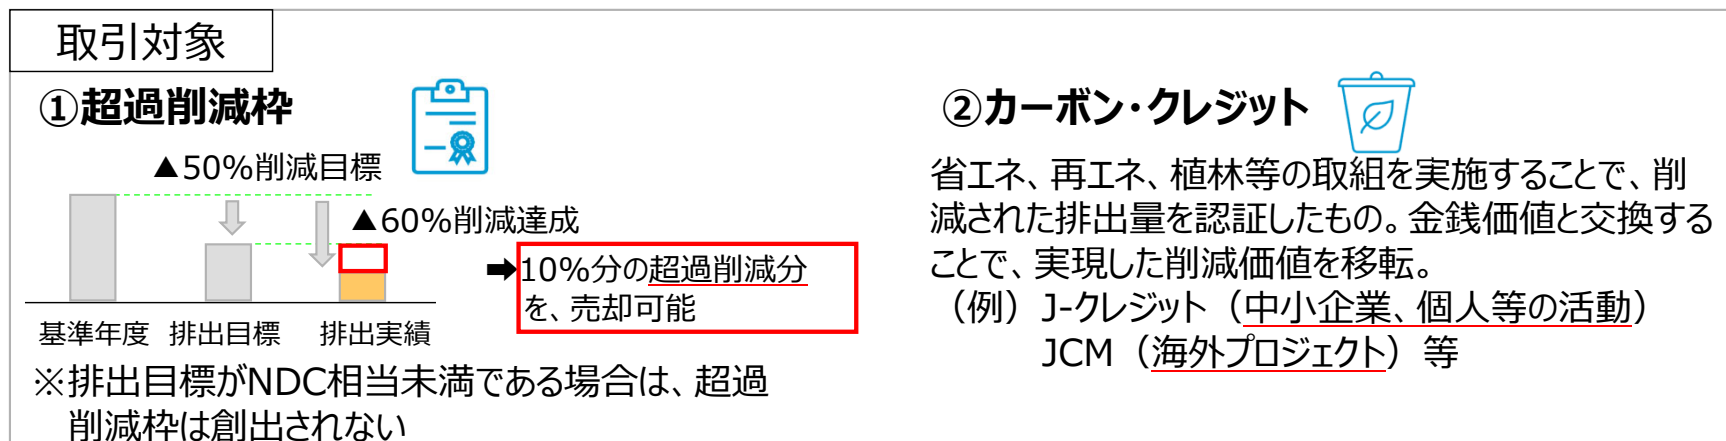 取引対象
①超過削減枠
▲50%削減目標
▲60%削減達成
➡10%分の超過削減分
を、売却可能
基準年度 排出目標 排出実績
※排出目標がNDC相当未満である場合は、超過
削減枠は創出されない
②カーボン・クレジット
省エネ、再エネ、植林等の取組を実施することで、削
減された排出量を認証したもの。金銭価値と交換する
ことで、実現した削減価値を移転。
（例）J-クレジット（中小企業、個人等の活動）
JCM（海外プロジェクト）等